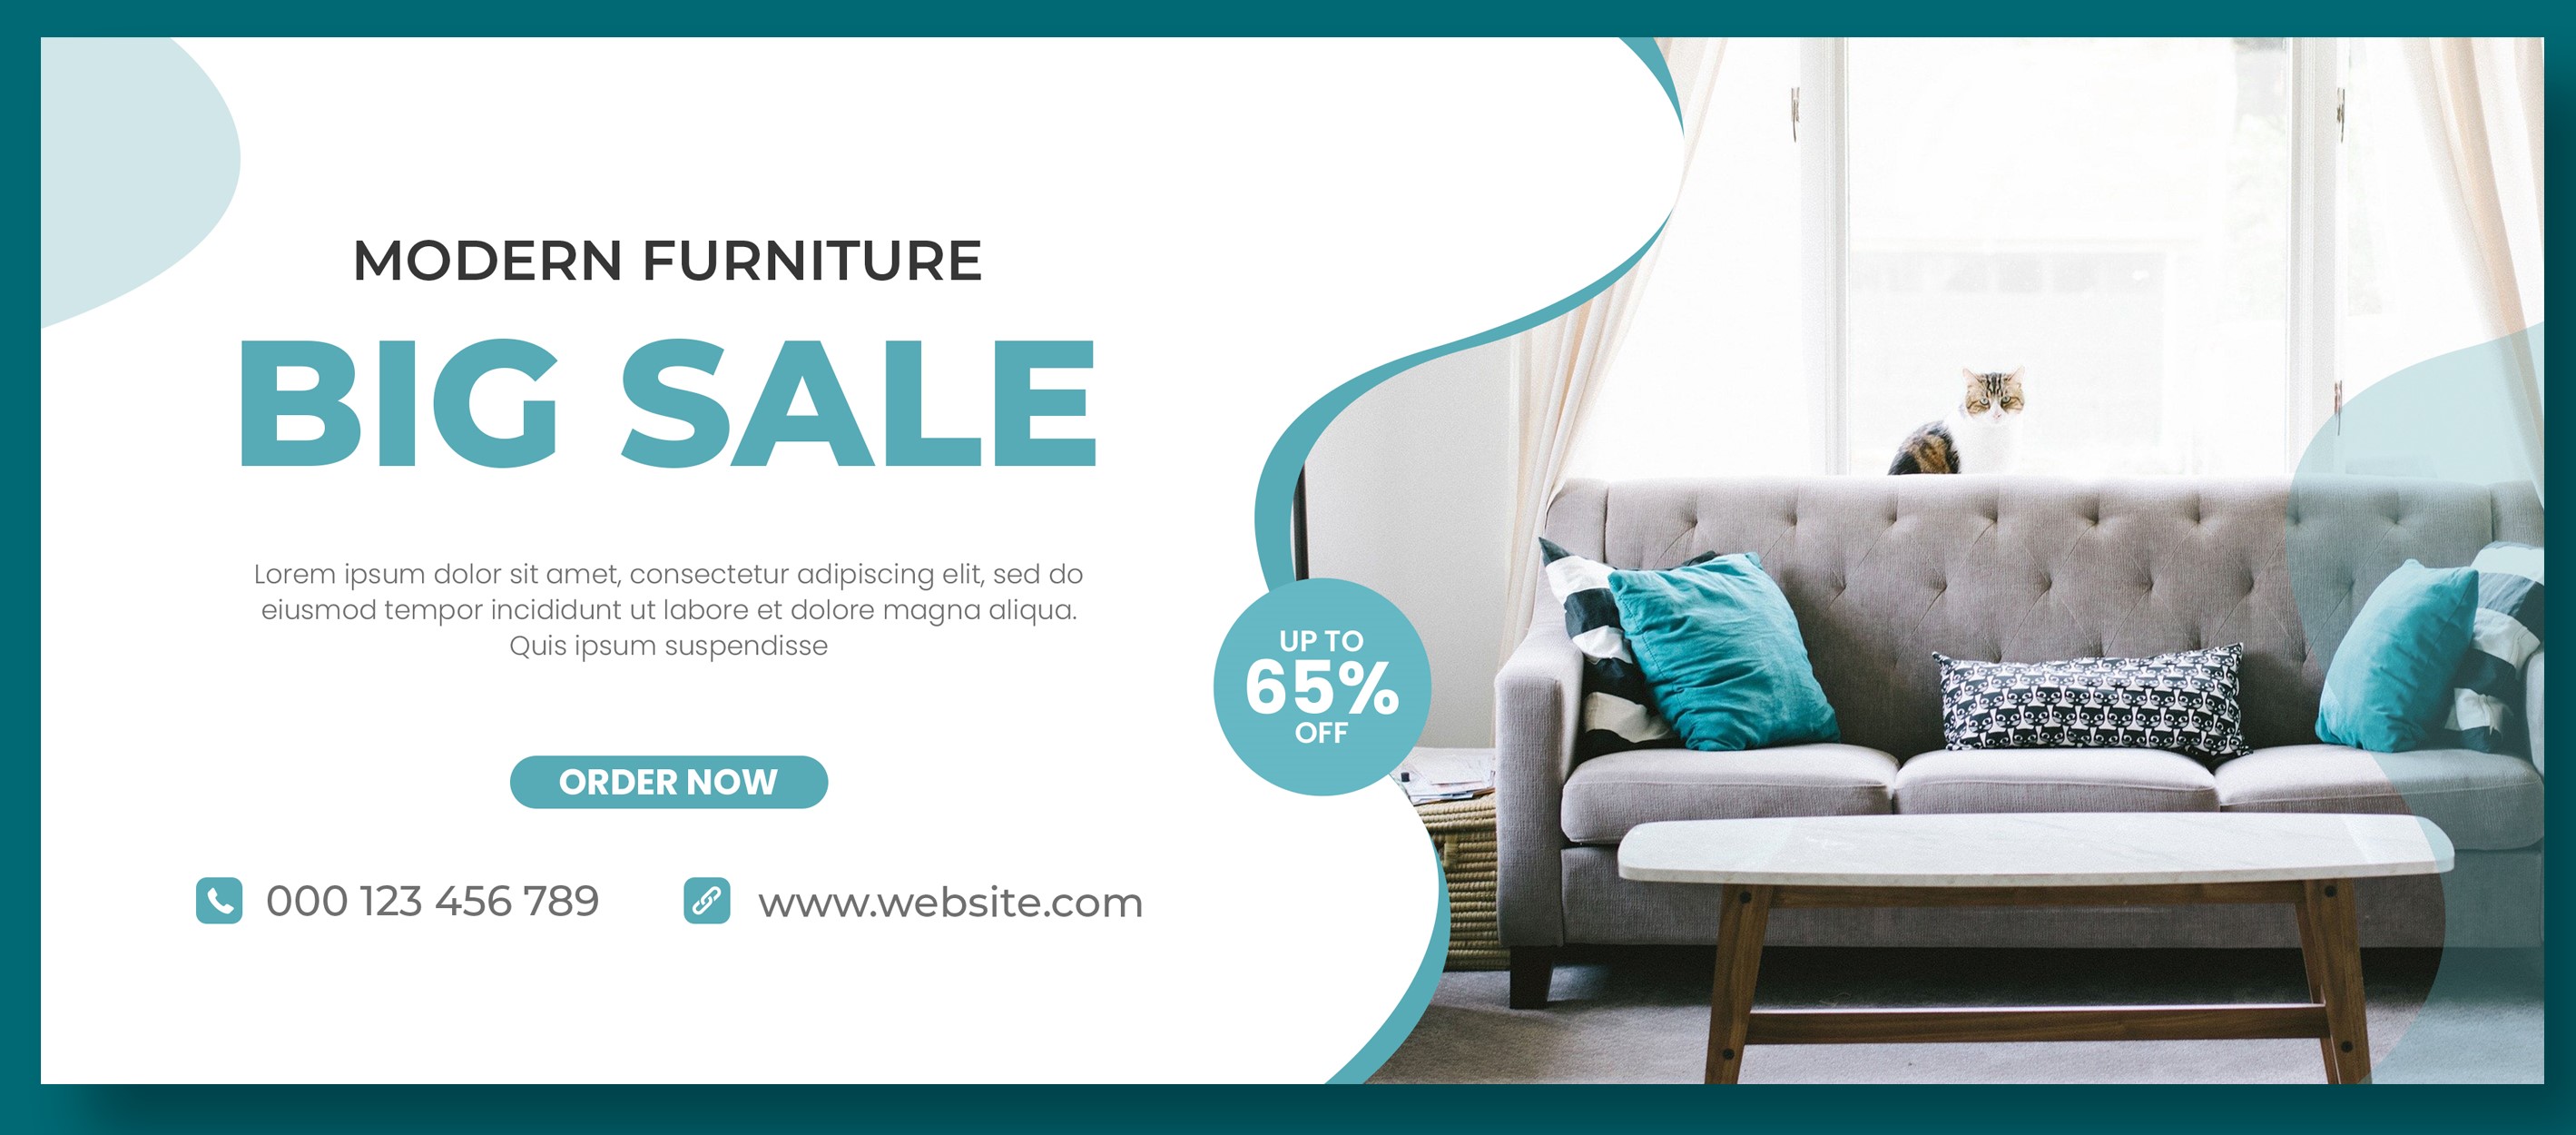 MODERN FURNITURE
BIG SALE
Lorem ipsum dolor sit amet, consectetur adipiscing elit, sed do
eiusmod tempor incididunt ut labore et dolore magna aliqua.
Quis ipsum suspendisse
ORDER NOW
000 123 456 789
www.website.com
UP TO
65%
OFF